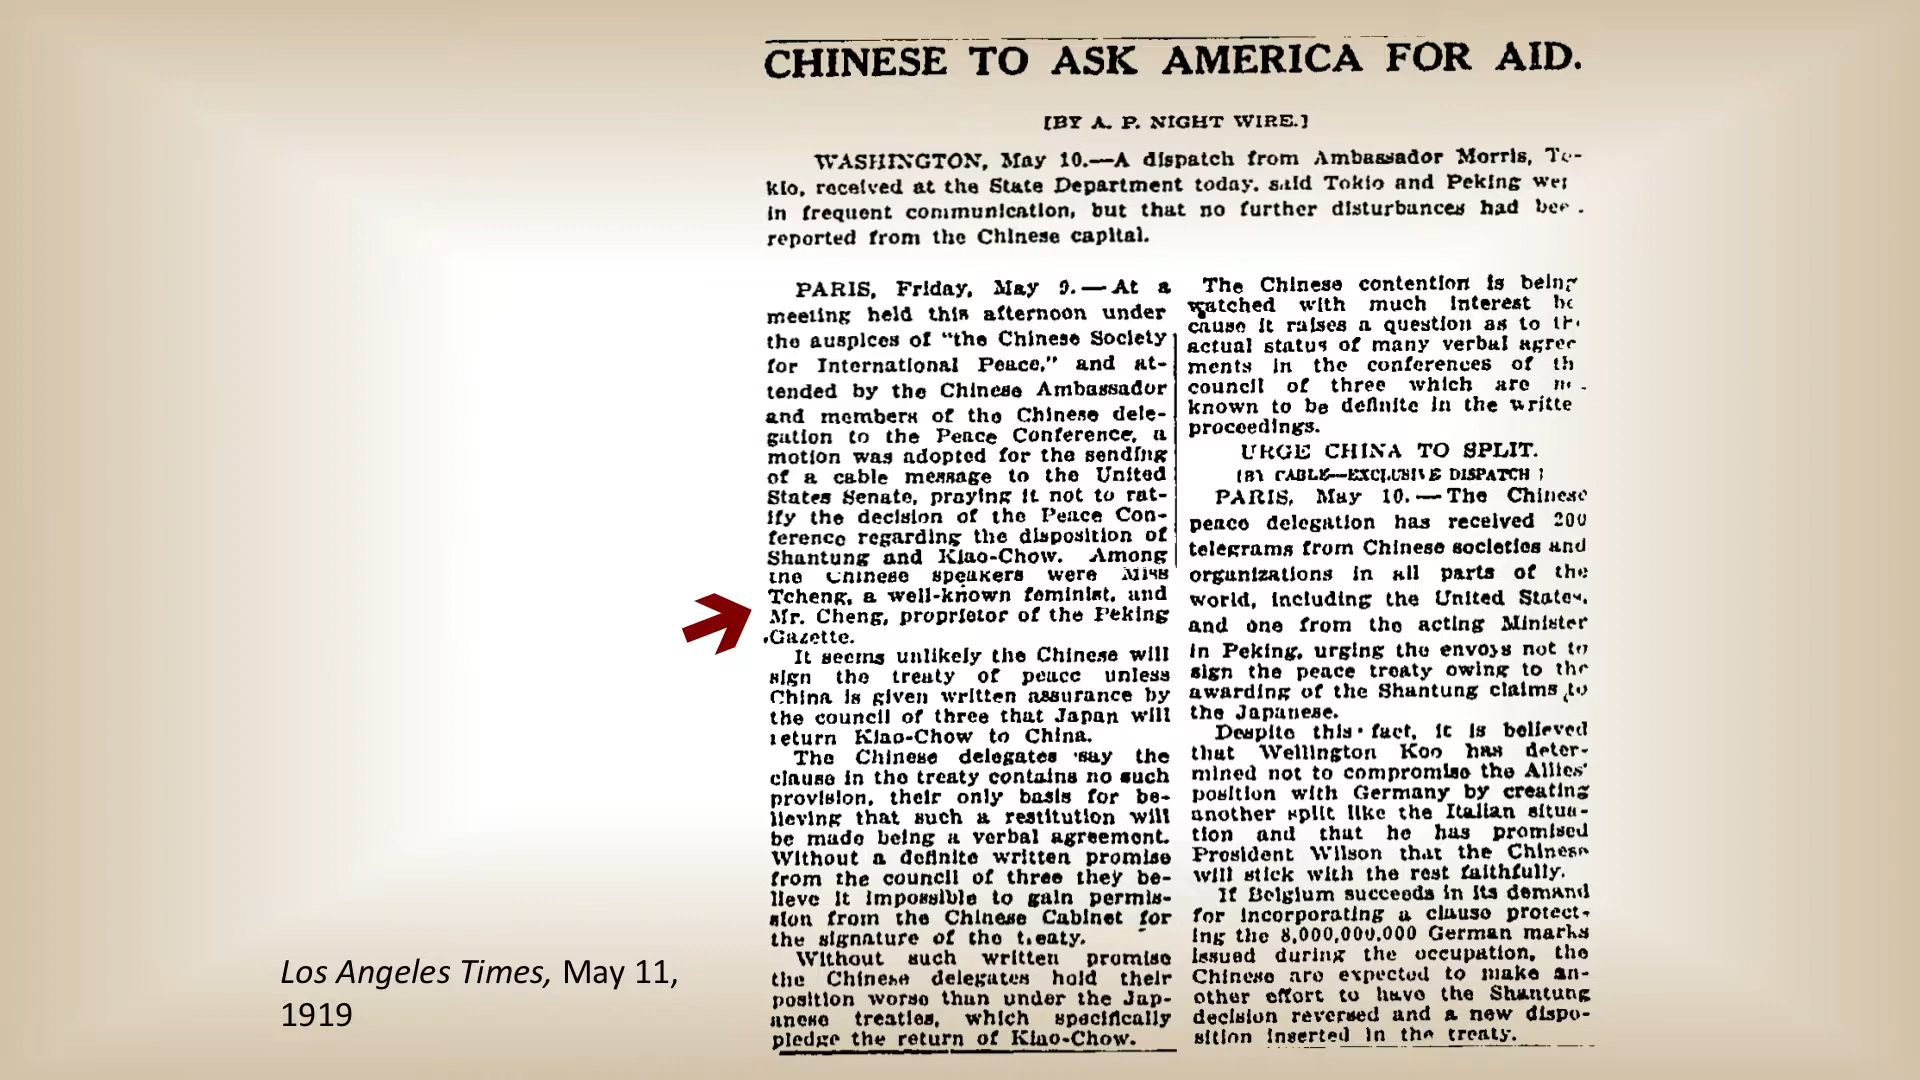 CHINESE TO ASK AMERICA FOR AID.
[BY A. P. NIGHT WIRE.]
WASHINGTON, May 10.—A dispatch from Ambassador Morris, To-
kio, received at the State Department today, said Tokio and Peking wer
in frequent communication, but that no further disturbances had bee
reported from the Chinese capital.
PARIS, Friday, May 9.—At a
meeting held this afternoon under
the auspices of "the Chinese Society
for International Peace," and at-
tended by the Chinese Ambassador
and members of the Chinese dele-
gation to the Peace Conference, a
motion was adopted for the sending
of a cable message to the United
States Senate, praying it not to rat-
ify the decision of the Peace Con-
ference regarding the disposition of
Shantung and Kiao-Chow. Among
the Chinese speakers were Miss
Tcheng, a well-known feminist, and
Mr. Cheng, proprietor of the Peking
Gazette.
It seems unlikely the Chinese will
sign the treaty of peace unless
China is given written assurance by
the council of three that Japan will
return Kiao-Chow to China.
The Chinese delegates say the
clause in the treaty contains no such
provision, their only basis for be-
lieving that such a restitution will
be made being a verbal agreement.
Without a definite written promise
from the council of three they be-
lieve it impossible to gain permis-
sion from the Chinese Cabinet for
the signature of the treaty.
Without such written promise
the Chinese delegates hold their
position worse than under the Jap-
anese treaties, which specifically
pledge the return of Kiao-Chow.
The Chinese contention is being
watched with much interest be
cause it raises a question as to the
actual status of many verbal agree
ments in the conferences of th
council of three which are
known to be definite in the writte
proceedings.
URGE CHINA TO SPLIT.
[BY CABLE—EXCLUSIVE DISPATCH]
PARIS, May 10.—The Chinese
peace delegation has received 200
telegrams from Chinese societies and
organizations in all parts of the
world, including the United States,
and one from the acting Minister
in Peking, urging the envoys not to
sign the peace treaty owing to the
awarding of the Shantung claims to
the Japanese.
Despite this fact, it is believed
that Wellington Koo has deter-
mined not to compromise the Allies'
position with Germany by creating
another split like the Italian situa-
tion and that he has promised
President Wilson that the Chinese
will stick with the rest faithfully.
If Belgium succeeds in its demand
for incorporating a clause protect-
ing the 8,000,000,000 German marks
issued during the occupation, the
Chinese are expected to make an-
other effort to have the Shantung
decision reversed and a new dispo-
sition inserted in the treaty.
Los Angeles Times, May 11,
1919